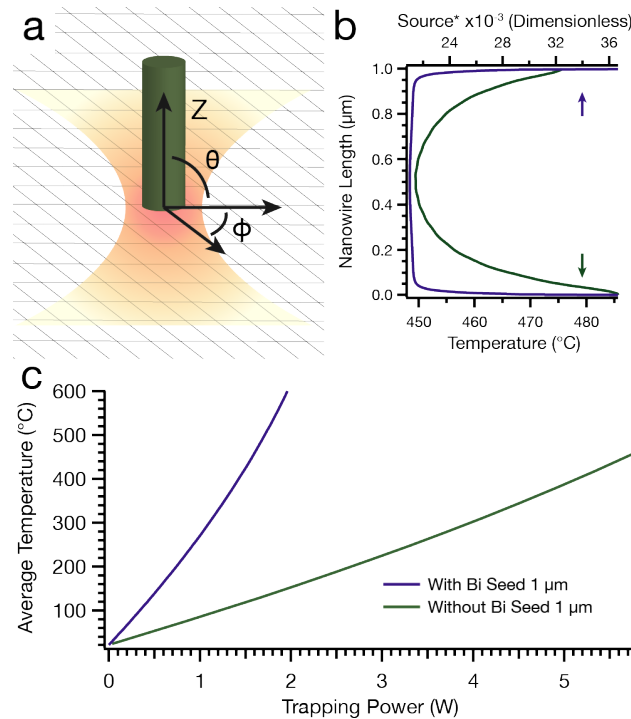 a
Z
θ
ϕ
b
Source* x10⁻³ (Dimensionless)
24 28 32 36
Nanowire Length (µm)
1.0
0.8
0.6
0.4
0.2
0.0
450 460 470 480
Temperature (°C)
c
Average Temperature (°C)
600
500
400
300
200
100
With Bi Seed 1 µm
Without Bi Seed 1 µm
0 1 2 3 4 5
Trapping Power (W)